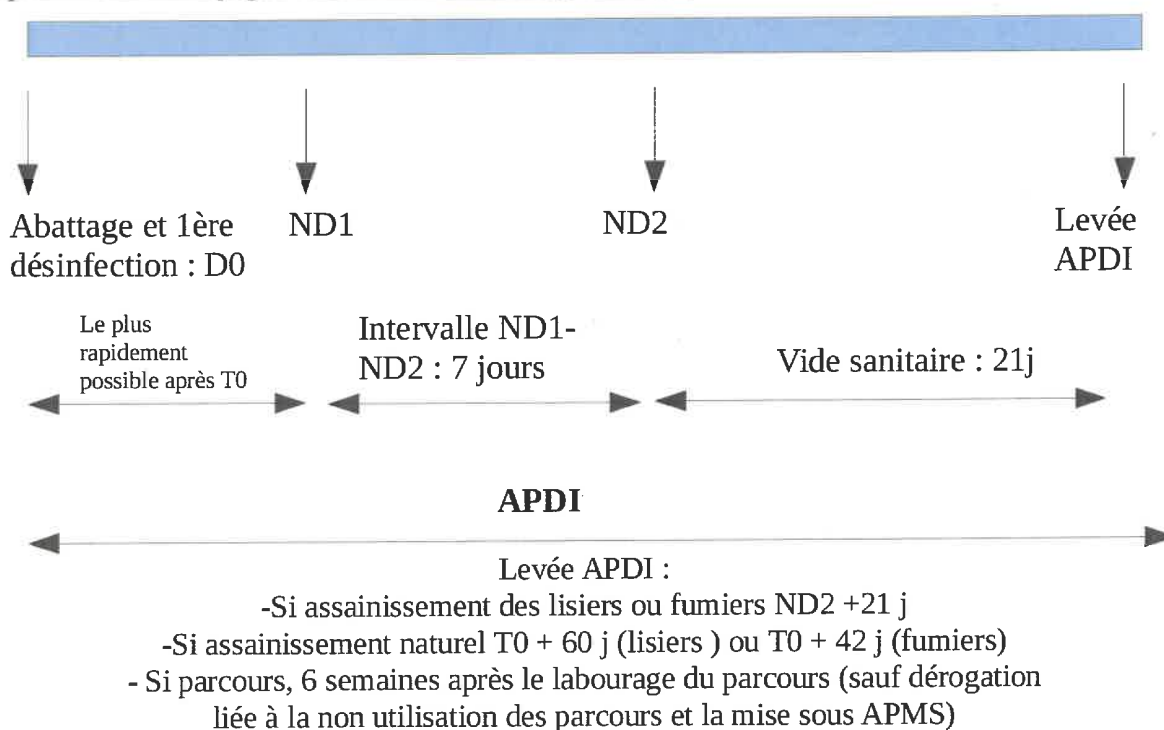 Abattage et 1ère
désinfection : D0
ND1
ND2
Levée
APDI
Le plus
rapidement
possible après T0
Intervalle ND1-
ND2 : 7 jours
Vide sanitaire : 21j
APDI
Levée APDI :
-Si assainissement des lisiers ou fumiers ND2 +21 j
-Si assainissement naturel T0 + 60 j (lisiers ) ou T0 + 42 j (fumiers)
- Si parcours, 6 semaines après le labourage du parcours (sauf dérogation
liée à la non utilisation des parcours et la mise sous APMS)